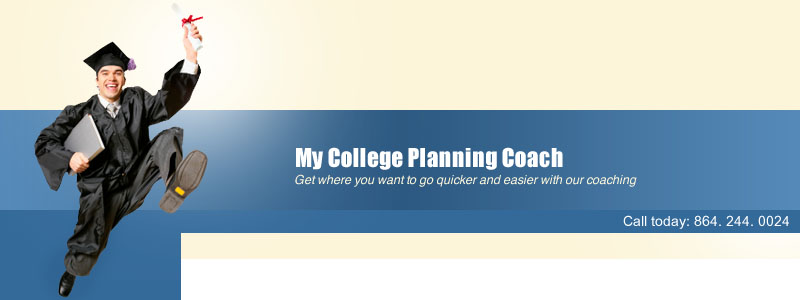 My College Planning Coach
Get where you want to go quicker and easier with our coaching
Call today: 864. 244. 0024